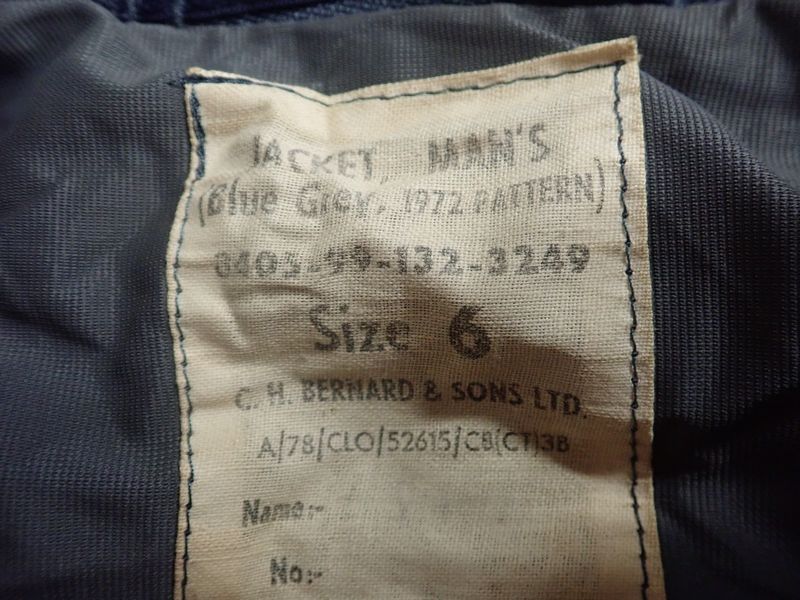 JACKET, MAN'S
(Blue Grey, 1972 PATTERN)
8405-99-132-3249
Size 6
C. H. BERNARD & SONS LTD.
A/78/CLO/52615/CB(CT)3B
Name:-
No:-